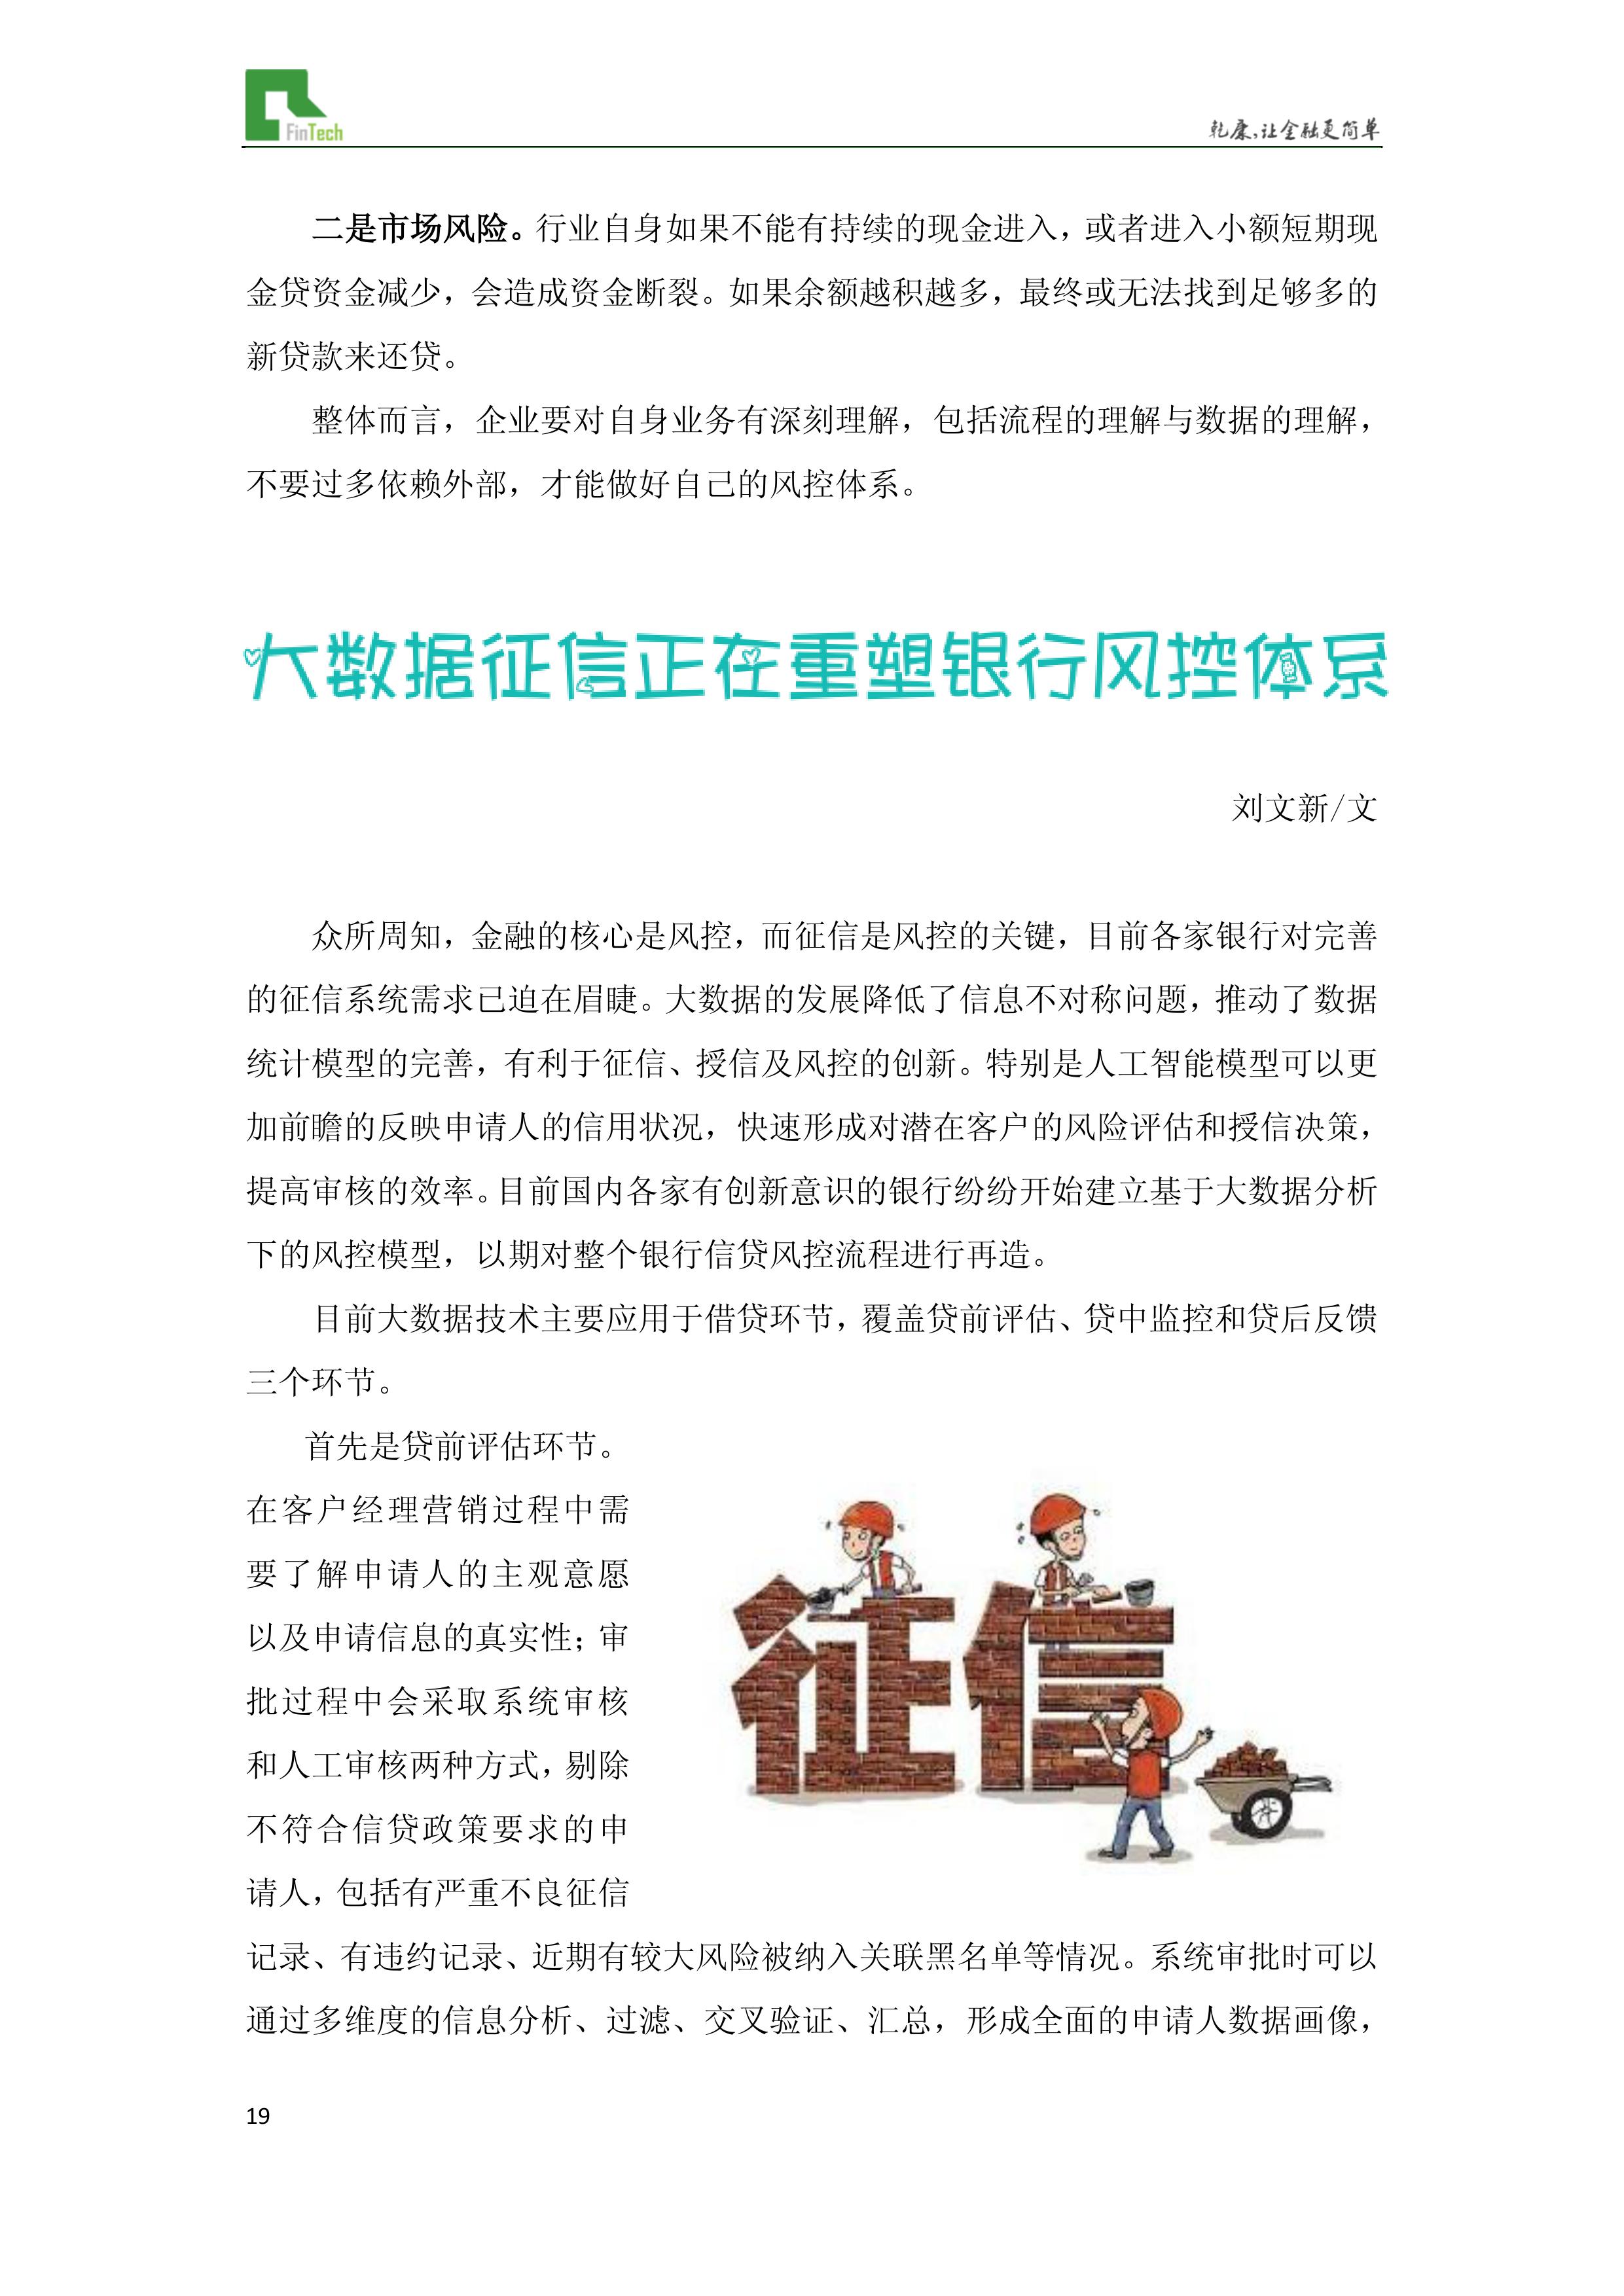 FinTech
乾康,让金融更简单
二是市场风险。行业自身如果不能有持续的现金进入，或者进入小额短期现
金贷资金减少，会造成资金断裂。如果余额越积越多，最终或无法找到足够多的
新贷款来还贷。
整体而言，企业要对自身业务有深刻理解，包括流程的理解与数据的理解，
不要过多依赖外部，才能做好自己的风控体系。
大数据征信正在重塑银行风控体系
刘文新/文
众所周知，金融的核心是风控，而征信是风控的关键，目前各家银行对完善
的征信系统需求已迫在眉睫。大数据的发展降低了信息不对称问题，推动了数据
统计模型的完善，有利于征信、授信及风控的创新。特别是人工智能模型可以更
加前瞻的反映申请人的信用状况，快速形成对潜在客户的风险评估和授信决策，
提高审核的效率。目前国内各家有创新意识的银行纷纷开始建立基于大数据分析
下的风控模型，以期对整个银行信贷风控流程进行再造。
目前大数据技术主要应用于借贷环节，覆盖贷前评估、贷中监控和贷后反馈
三个环节。
首先是贷前评估环节。
在客户经理营销过程中需
要了解申请人的主观意愿
以及申请信息的真实性；审
批过程中会采取系统审核
和人工审核两种方式，剔除
不符合信贷政策要求的申
请人，包括有严重不良征信
征信
记录、有违约记录、近期有较大风险被纳入关联黑名单等情况。系统审批时可以
通过多维度的信息分析、过滤、交叉验证、汇总，形成全面的申请人数据画像，
19